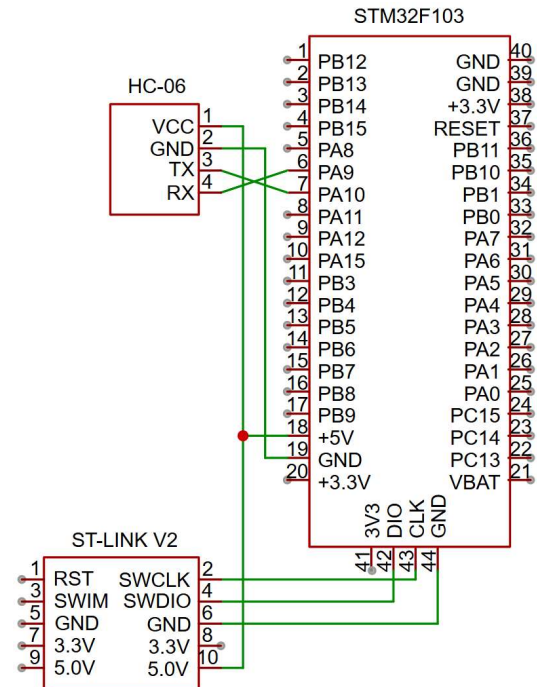 STM32F103
1 PB12 GND 40
2 PB13 GND 39
3 PB14 +3.3V 38
4 PB15 RESET 37
5 PA8 PB11 36
6 PA9 PB10 35
7 PA10 PB1 34
8 PA11 PB0 33
9 PA12 PA7 32
10 PA15 PA6 31
11 PB3 PA5 30
12 PB4 PA4 29
13 PB5 PA3 28
14 PB6 PA2 27
15 PB7 PA1 26
16 PB8 PA0 25
17 PB9 PC15 24
18 +5V PC14 23
19 GND PC13 22
20 +3.3V VBAT 21
3V3 DIO CLK GND
41 42 43 44
HC-06
VCC 1
GND 2
TX 3
RX 4
ST-LINK V2
1 RST SWCLK 2
3 SWIM SWDIO 4
5 GND GND 6
7 3.3V 3.3V 8
9 5.0V 5.0V 10